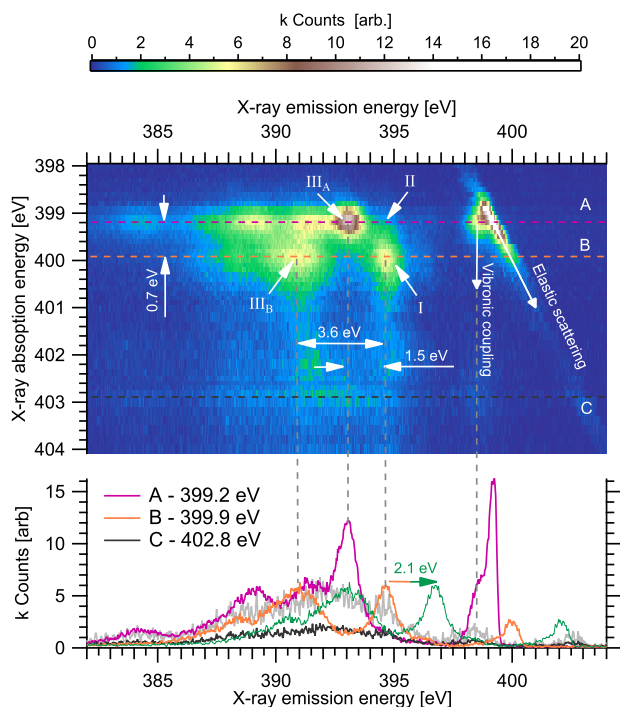 k Counts [arb.]
0 2 4 6 8 10 12 14 16 18 20
X-ray emission energy [eV]
385 390 395 400
X-ray absoption energy [eV]
398
399
400
401
402
403
404
III_A
II
A
B
0.7 eV
III_B
I
Vibronic coupling
Elastic scattering
3.6 eV
1.5 eV
C
k Counts [arb]
15
10
5
0
A - 399.2 eV
B - 399.9 eV
C - 402.8 eV
2.1 eV
385 390 395 400
X-ray emission energy [eV]